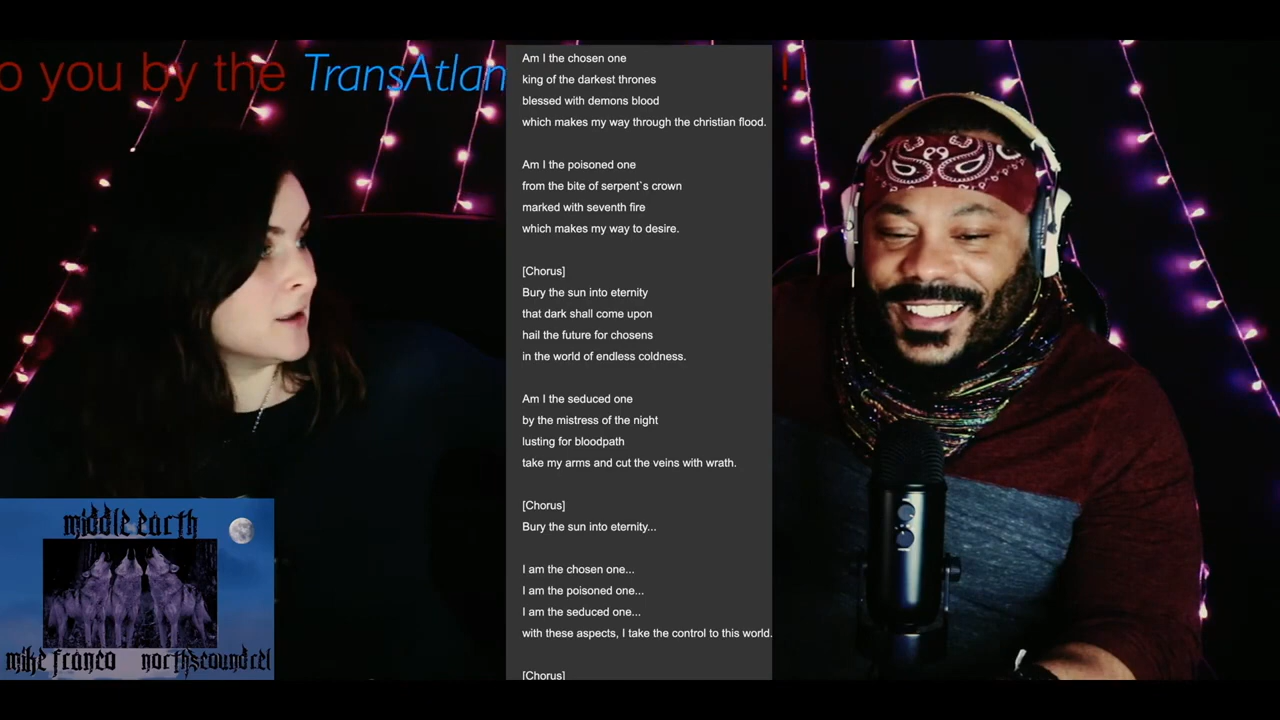 o you by the TransAtlan
!!
Am I the chosen one
king of the darkest thrones
blessed with demons blood
which makes my way through the christian flood.
Am I the poisoned one
from the bite of serpent`s crown
marked with seventh fire
which makes my way to desire.
[Chorus]
Bury the sun into eternity
that dark shall come upon
hail the future for chosens
in the world of endless coldness.
Am I the seduced one
by the mistress of the night
lusting for bloodpath
take my arms and cut the veins with wrath.
[Chorus]
Bury the sun into eternity...
I am the chosen one...
I am the poisoned one...
I am the seduced one...
with these aspects, I take the control to this world.
[Chorus]
middle earth
mike franco northscoundrel